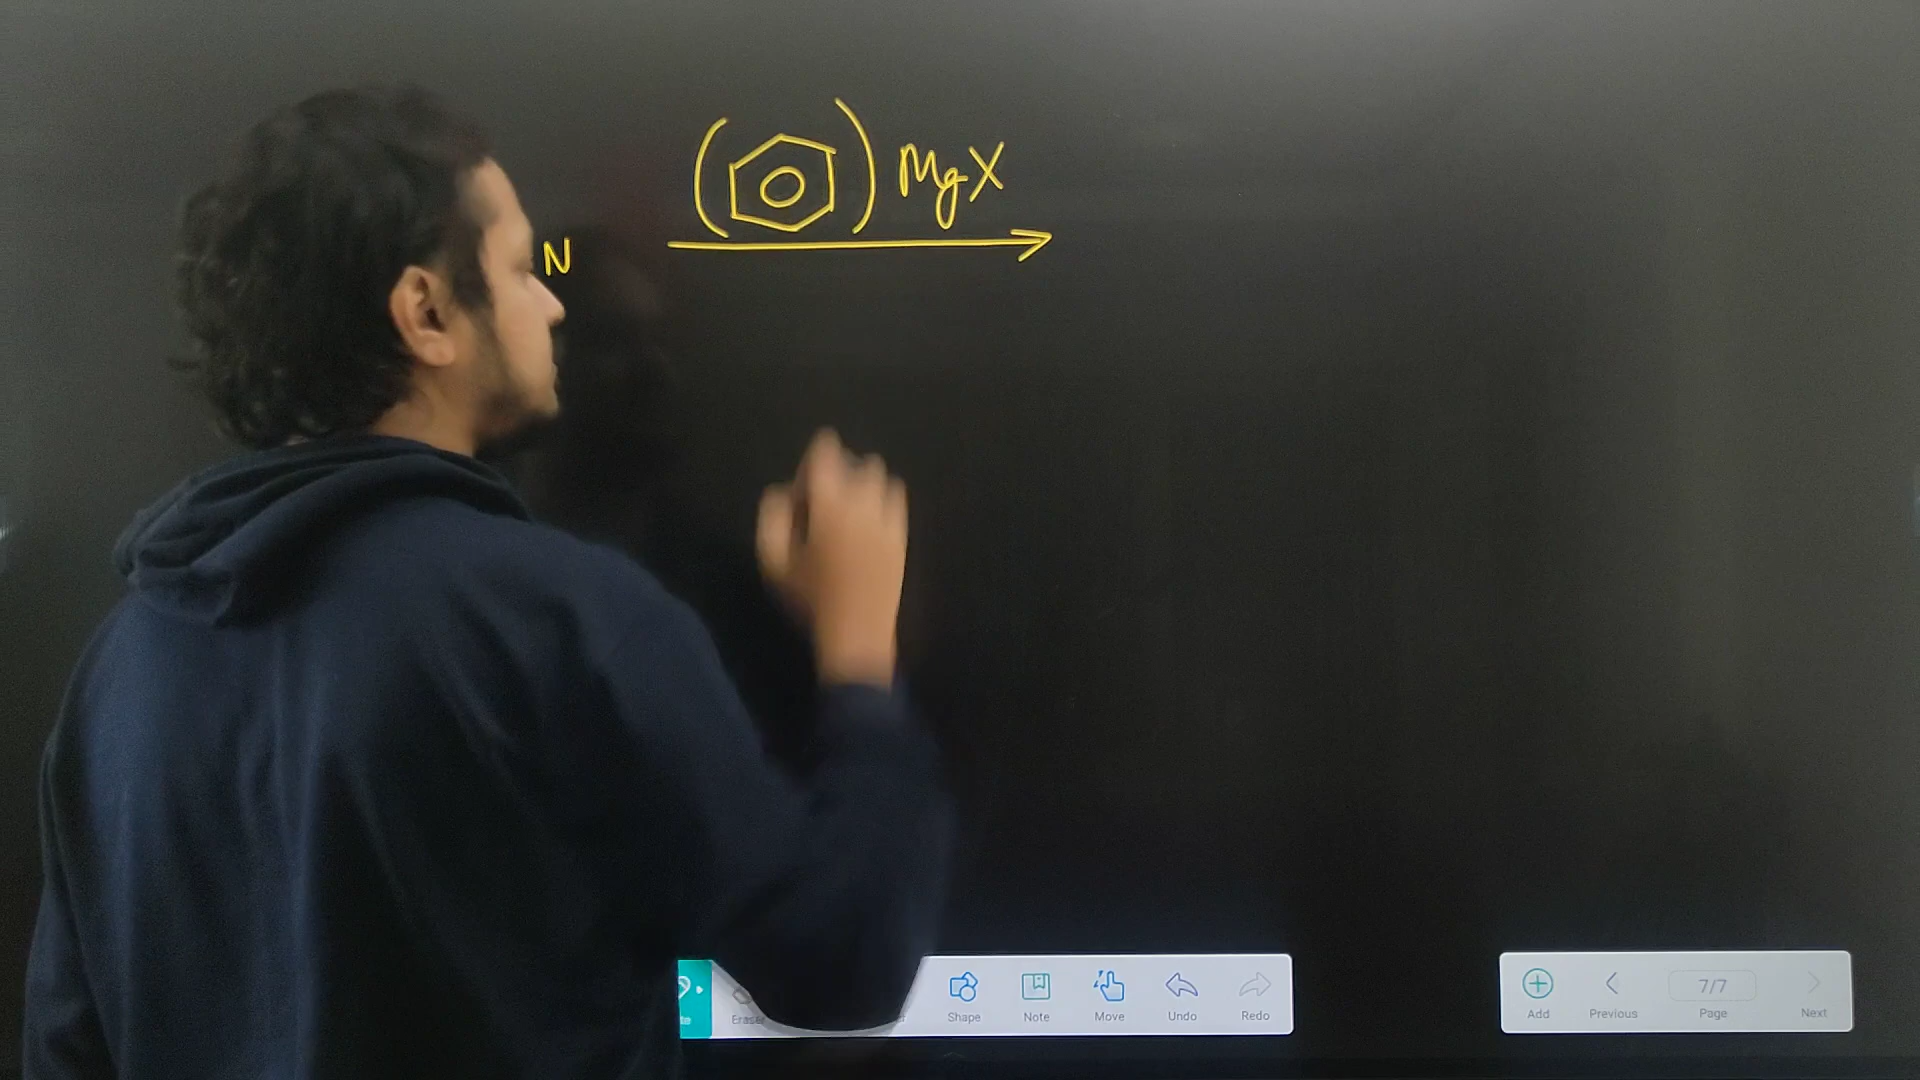 ( ) MgX
N
Eraser
Shape
Note
Move
Undo
Redo
Add
Previous
7/7
Page
Next